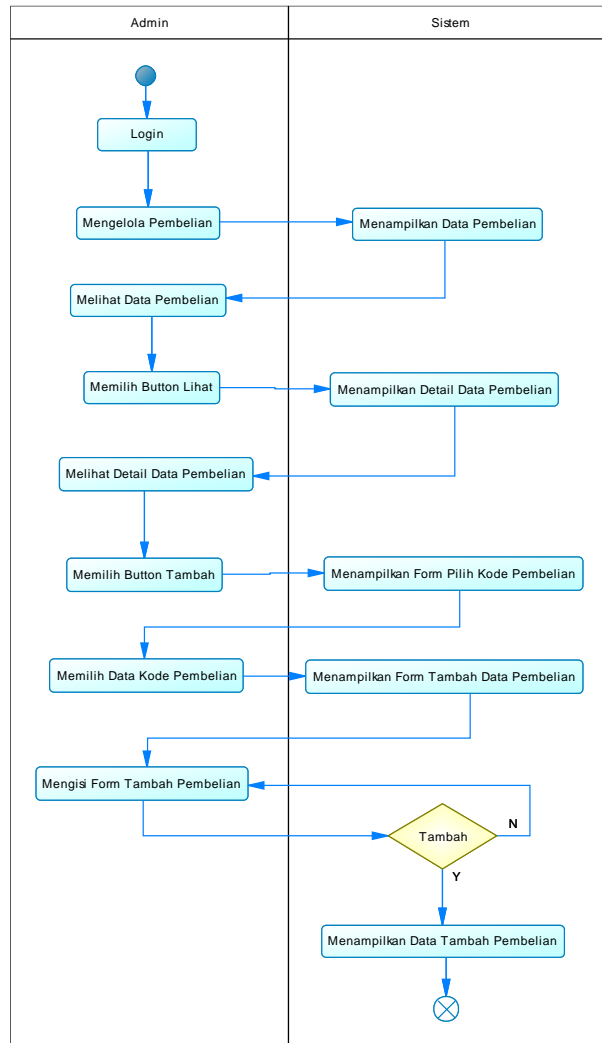 Admin
Sistem
Login
Mengelola Pembelian
Menampilkan Data Pembelian
Melihat Data Pembelian
Memilih Button Lihat
Menampilkan Detail Data Pembelian
Melihat Detail Data Pembelian
Memilih Button Tambah
Menampilkan Form Pilih Kode Pembelian
Memilih Data Kode Pembelian
Menampilkan Form Tambah Data Pembelian
Mengisi Form Tambah Pembelian
Tambah
N
Y
Menampilkan Data Tambah Pembelian